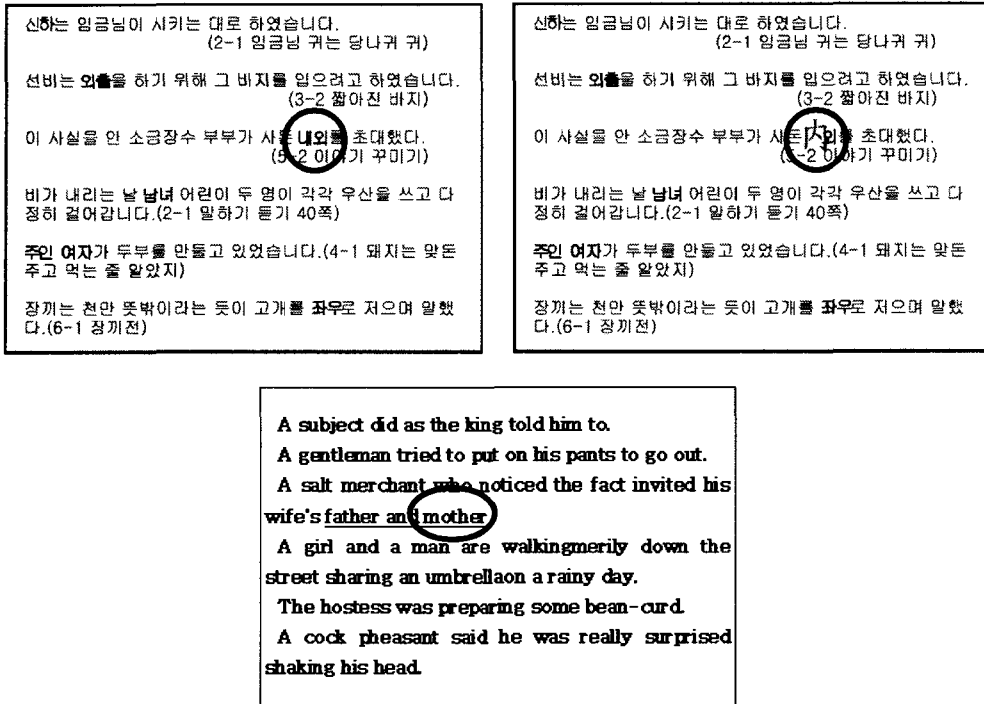 신하는 임금님이 시키는 대로 하였습니다.
(2-1 임금님 귀는 당나귀 귀)
선비는 외출을 하기 위해 그 바지를 입으려고 하였습니다.
(3-2 짧아진 바지)
이 사실을 안 소금장수 부부가 사돈 내외를 초대했다.
(5-2 이야기 꾸미기)
비가 내리는 날 남녀 어린이 두 명이 각각 우산을 쓰고 다
정히 걸어갑니다.(2-1 말하기 듣기 40쪽)
주인 여자가 두부를 만들고 있었습니다.(4-1 돼지는 맞돈
주고 먹는 줄 알았지)
장끼는 천만 뜻밖이라는 듯이 고개를 좌우로 저으며 말했
다.(6-1 장끼전)
신하는 임금님이 시키는 대로 하였습니다.
(2-1 임금님 귀는 당나귀 귀)
선비는 외출을 하기 위해 그 바지를 입으려고 하였습니다.
(3-2 짧아진 바지)
이 사실을 안 소금장수 부부가 사돈 內외를 초대했다.
(5-2 이야기 꾸미기)
비가 내리는 날 남녀 어린이 두 명이 각각 우산을 쓰고 다
정히 걸어갑니다.(2-1 말하기 듣기 40쪽)
주인 여자가 두부를 만들고 있었습니다.(4-1 돼지는 맞돈
주고 먹는 줄 알았지)
장끼는 천만 뜻밖이라는 듯이 고개를 좌우로 저으며 말했
다.(6-1 장끼전)
A subject did as the king told him to.
A gentleman tried to put on his pants to go out.
A salt merchant who noticed the fact invited his
wife's father and mother
A girl and a man are walkingmerily down the
street sharing an umbrellaon a rainy day.
The hostess was preparing some bean-curd.
A cock pheasant said he was really surprised
shaking his head.